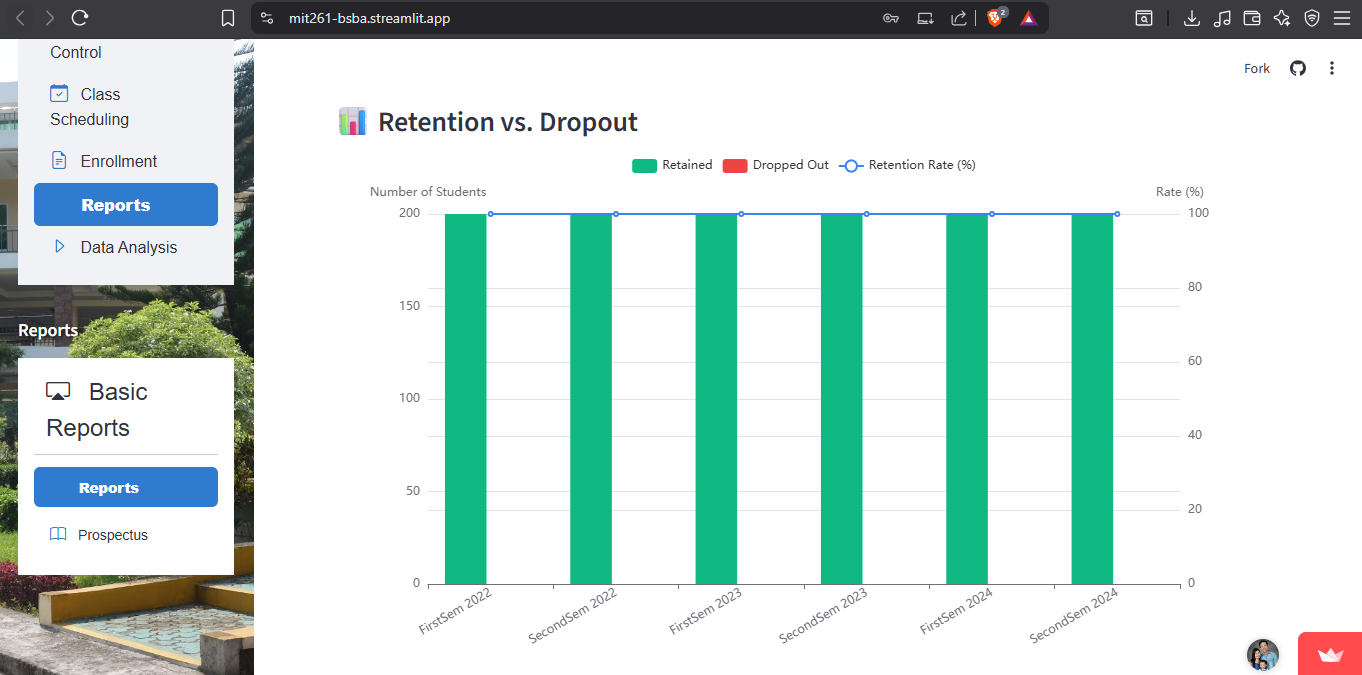 mit261-bsba.streamlit.app
2
Control
Class
Scheduling
Enrollment
Reports
Data Analysis
Reports
Basic
Reports
Reports
Prospectus
Fork
Retention vs. Dropout
Retained Dropped Out Retention Rate (%)
Number of Students Rate (%)
200 100
150 80
100 60
50 40
0 20
0
FirstSem 2022 SecondSem 2022 FirstSem 2023 SecondSem 2023 FirstSem 2024 SecondSem 2024